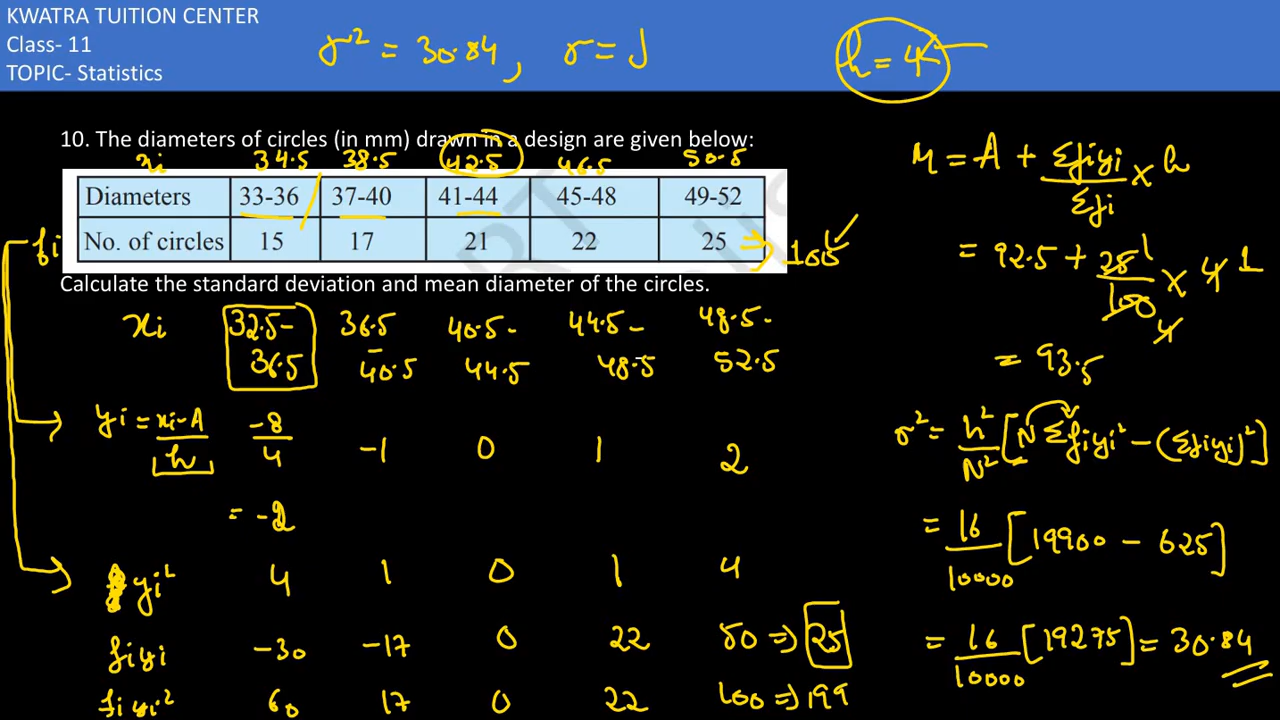 KWATRA TUITION CENTER
Class- 11
TOPIC- Statistics
σ² = 30.84, σ = √
h = 4
10. The diameters of circles (in mm) drawn in a design are given below:
xi 34.5 38.5 42.5 46.5 50.5
Diameters 33-36 37-40 41-44 45-48 49-52
fi No. of circles 15 17 21 22 25 ⇒ 100
Calculate the standard deviation and mean diameter of the circles.
xi 32.5- 36.5 40.5- 44.5- 48.5-
36.5 - 40.5 44.5 48.5 52.5
yi = xi-A / h -8/4 -1 0 1 2
= -2
yi² 4 1 0 1 4
fiyi -30 -17 0 22 50 ⇒ 25
fiyi² 60 17 0 22 100 ⇒ 199
M = A + Σfiyi / Σfi × h
= 92.5 + 25 1 / 100 4 × 4 1
= 93.5
σ² = h²/N² [N Σfiyi² - (Σfiyi)²]
= 16/10000 [19900 - 625]
= 16/10000 [19275] = 30.84